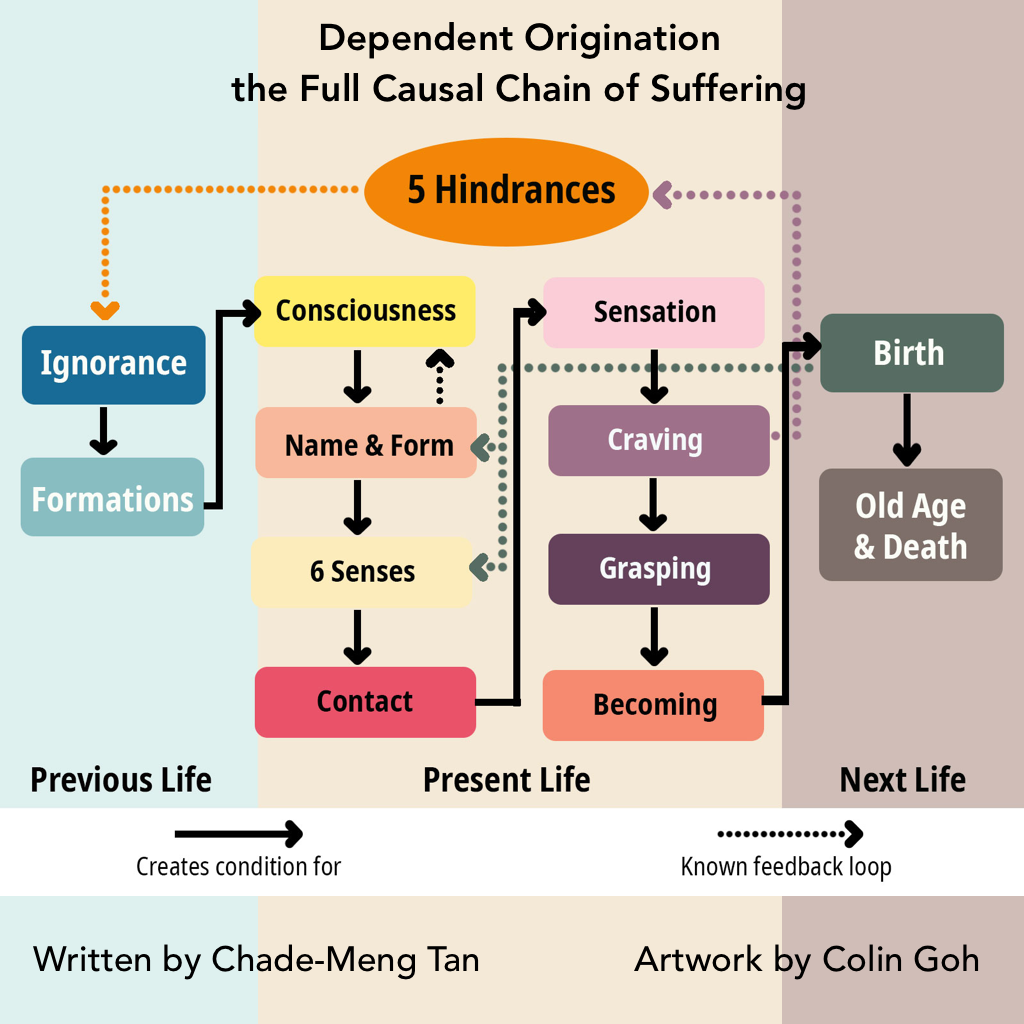 Dependent Origination
the Full Causal Chain of Suffering
5 Hindrances
Ignorance
Formations
Consciousness
Name & Form
6 Senses
Contact
Sensation
Craving
Grasping
Becoming
Birth
Old Age
& Death
Previous Life
Present Life
Next Life
Creates condition for
Known feedback loop
Written by Chade-Meng Tan
Artwork by Colin Goh